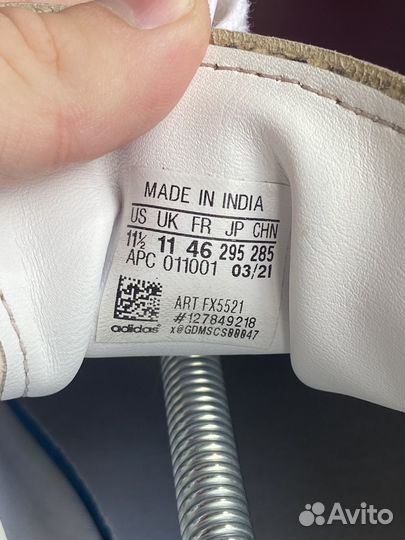 MADE IN INDIA
US UK FR JP CHN
11½ 11 46 295 285
APC 011001 03/21
ART FX5521
#127849218
x@GDMSCS00047
adidas
Avito